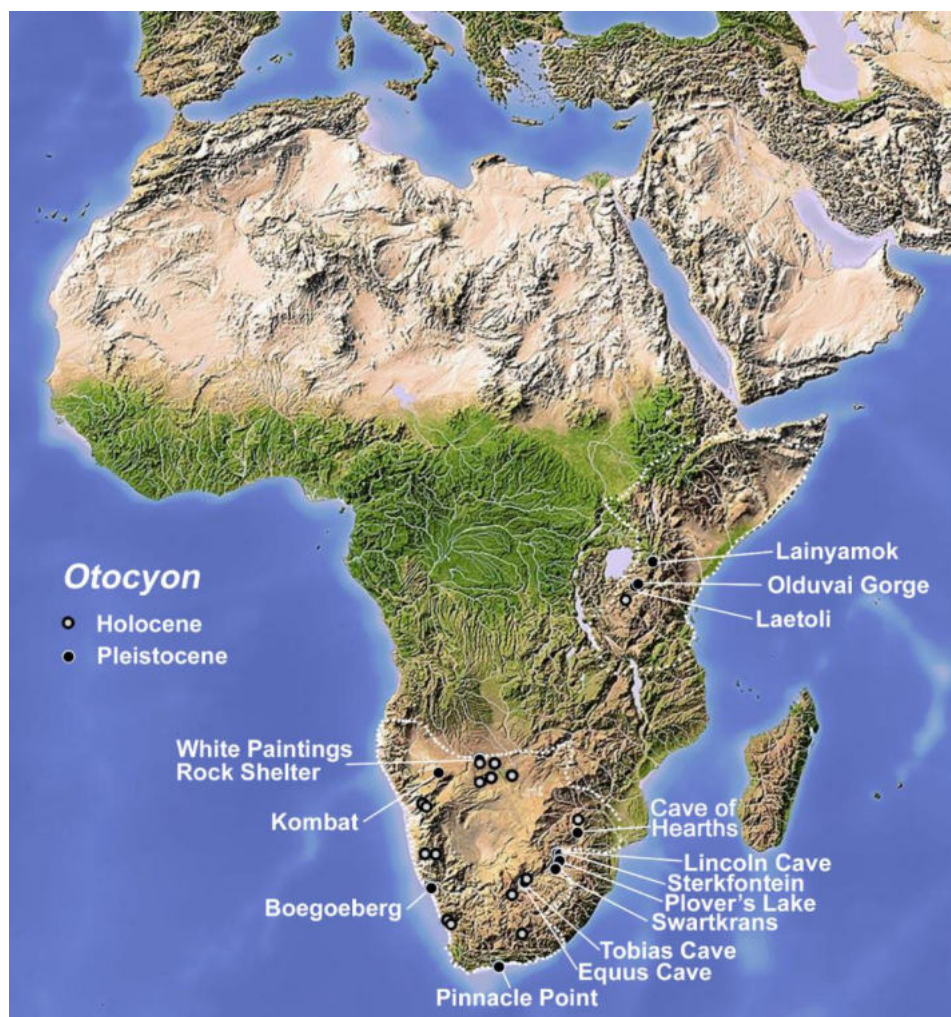 Otocyon
Holocene
Pleistocene
Lainyamok
Olduvai Gorge
Laetoli
White Paintings
Rock Shelter
Kombat
Boegoeberg
Cave of
Hearths
Lincoln Cave
Sterkfontein
Plover's Lake
Swartkrans
Tobias Cave
Equus Cave
Pinnacle Point